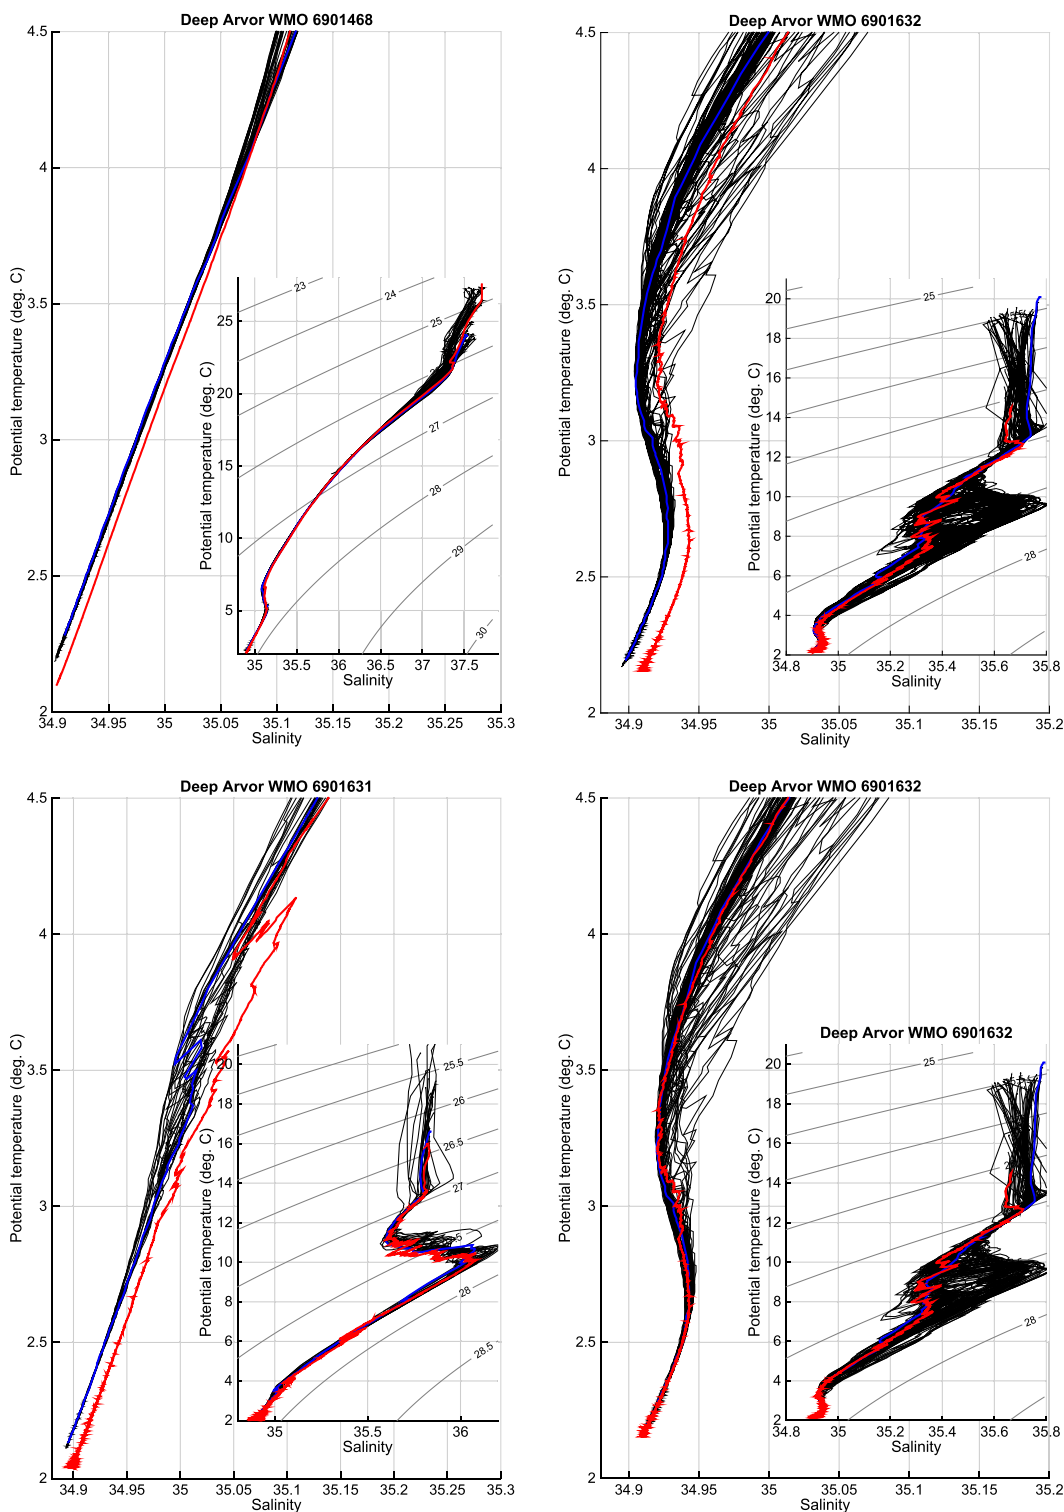 Deep Arvor WMO 6901468
4.5
4
3.5
3
2.5
2
Potential temperature (deg. C)
34.9 34.95 35 35.05 35.1 35.15 35.2 35.25 35.3
Salinity
25
20
15
10
5
Potential temperature (deg. C)
23
24
25
27
28
29
30
35 35.5 36 36.5 37 37.5
Salinity
Deep Arvor WMO 6901632
4.5
4
3.5
3
2.5
2
Potential temperature (deg. C)
34.9 34.95 35 35.05 35.1 35.15 35.2
Salinity
20
18
16
14
12
10
8
6
4
2
Potential temperature (deg. C)
25
28
34.8 35 35.2 35.4 35.6 35.8
Salinity
Deep Arvor WMO 6901631
4.5
4
3.5
3
2.5
2
Potential temperature (deg. C)
34.9 34.95 35 35.05 35.1 35.15 35.2 35.25 35.3
Salinity
20
18
16
14
12
10
8
6
4
2
Potential temperature (deg. C)
25.5
26
26.5
27
28
28.5
35 35.5 36
Salinity
Deep Arvor WMO 6901632
4.5
4
3.5
3
2.5
2
Potential temperature (deg. C)
34.9 34.95 35 35.05 35.1 35.15 35.2
Salinity
Deep Arvor WMO 6901632
20
18
16
14
12
10
8
6
4
2
Potential temperature (deg. C)
25
28
34.8 35 35.2 35.4 35.6 35.8
Salinity